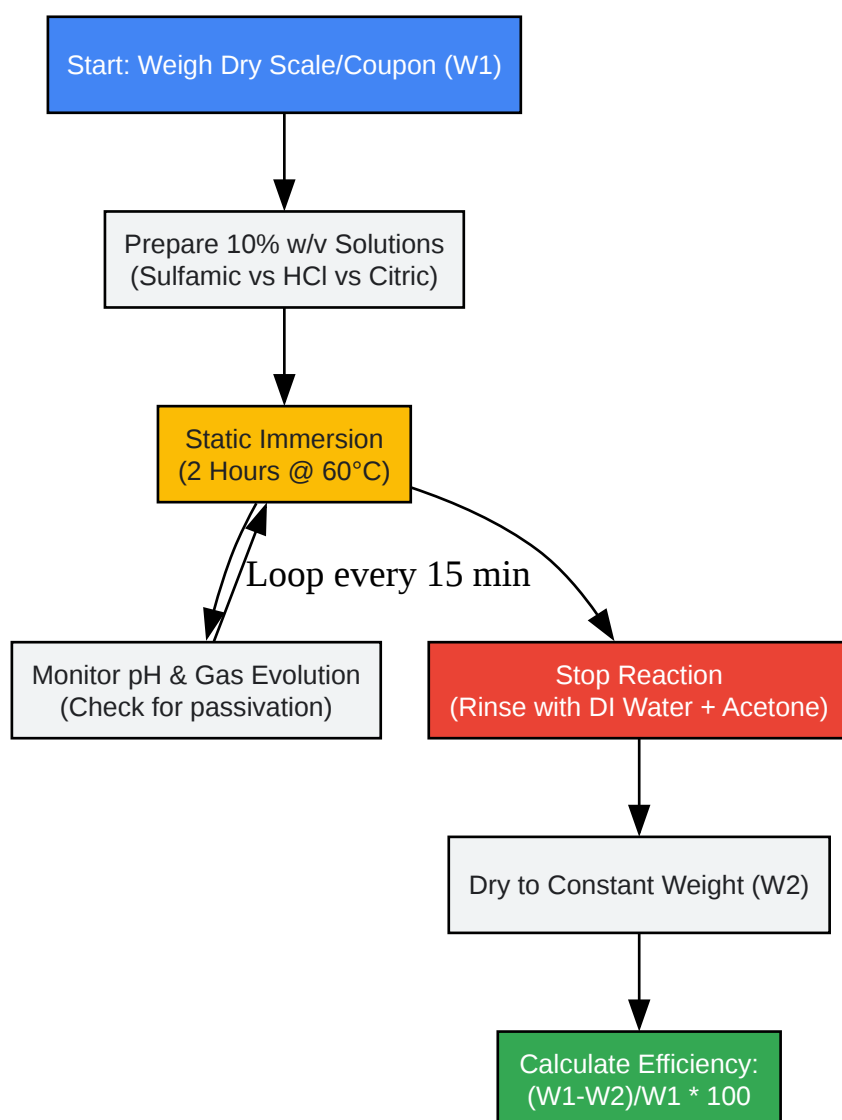 Start: Weigh Dry Scale/Coupon (W1)
Prepare 10% w/v Solutions
(Sulfamic vs HCl vs Citric)
Static Immersion
(2 Hours @ 60°C)
Loop every 15 min
Monitor pH & Gas Evolution
(Check for passivation)
Stop Reaction
(Rinse with DI Water + Acetone)
Dry to Constant Weight (W2)
Calculate Efficiency:
(W1-W2)/W1 * 100